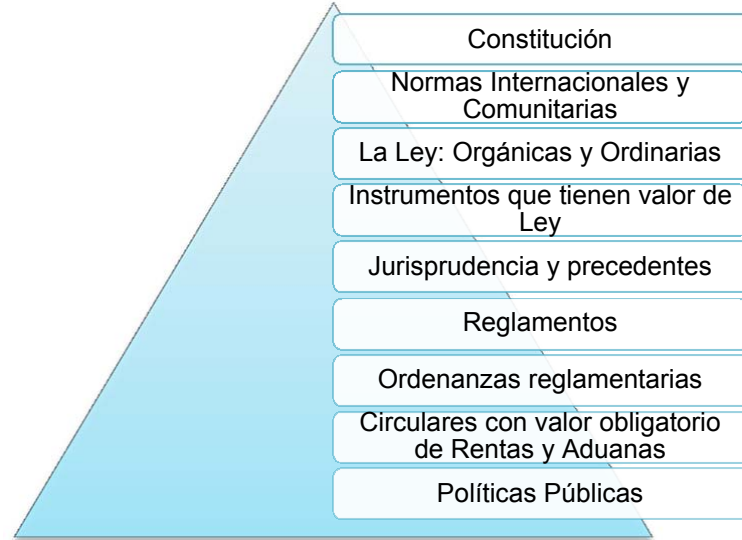 Constitución
Normas Internacionales y
Comunitarias
La Ley: Orgánicas y Ordinarias
Instrumentos que tienen valor de
Ley
Jurisprudencia y precedentes
Reglamentos
Ordenanzas reglamentarias
Circulares con valor obligatorio
de Rentas y Aduanas
Políticas Públicas